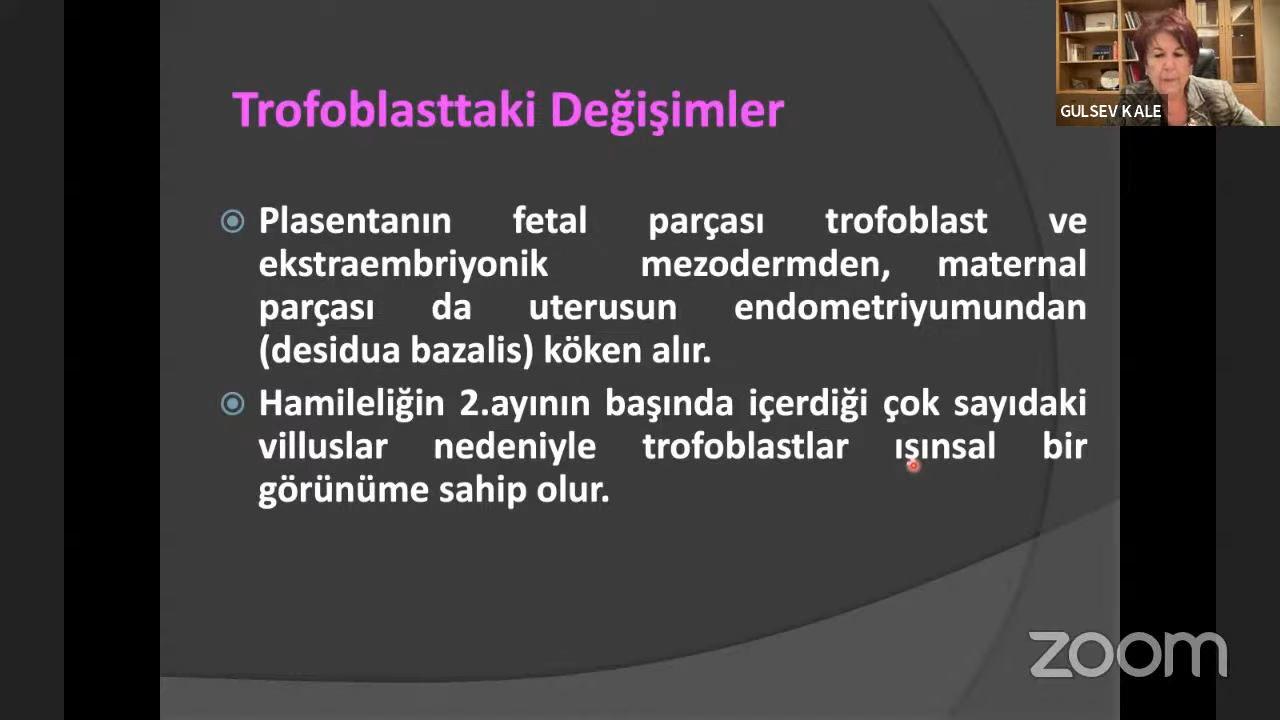 Trofoblasttaki Değişimler
GÜLSEV KALE
Plasentanın fetal parçası trofoblast ve
ekstraembriyonik mezodermden, maternal
parçası da uterusun endometriyumundan
(desidua bazalis) köken alır.
Hamileliğin 2.ayının başında içerdiği çok sayıdaki
villuslar nedeniyle trofoblastlar ışınsal bir
görünüme sahip olur.
zoom